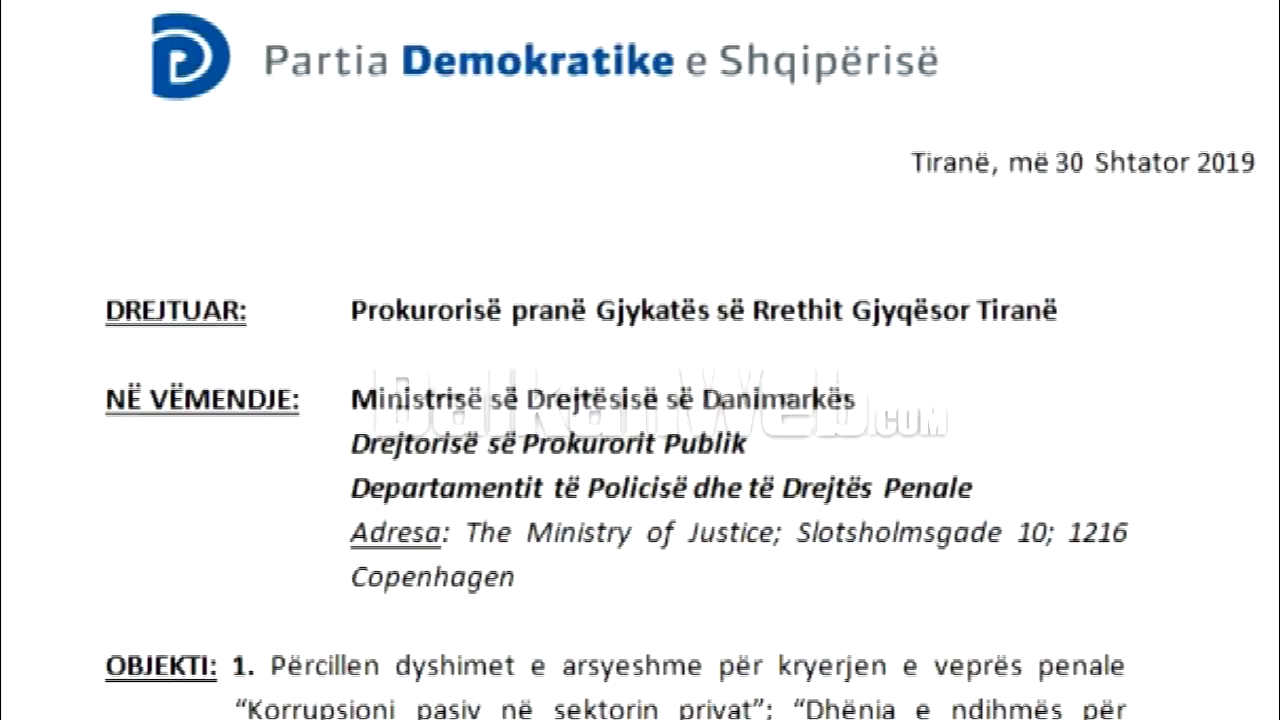 Partia Demokratike e Shqipërisë
Tiranë, më 30 Shtator 2019
DREJTUAR: Prokurorisë pranë Gjykatës së Rrethit Gjyqësor Tiranë
NË VËMENDJE: Ministrisë së Drejtësisë së Danimarkës
BalkanWeb.com
Drejtorisë së Prokurorit Publik
Departamentit të Policisë dhe të Drejtës Penale
Adresa: The Ministry of Justice; Slotsholmsgade 10; 1216
Copenhagen
OBJEKTI: 1. Përcillen dyshimet e arsyeshme për kryerjen e veprës penale
“Korrupsioni pasiv në sektorin privat”; “Dhënia e ndihmës për